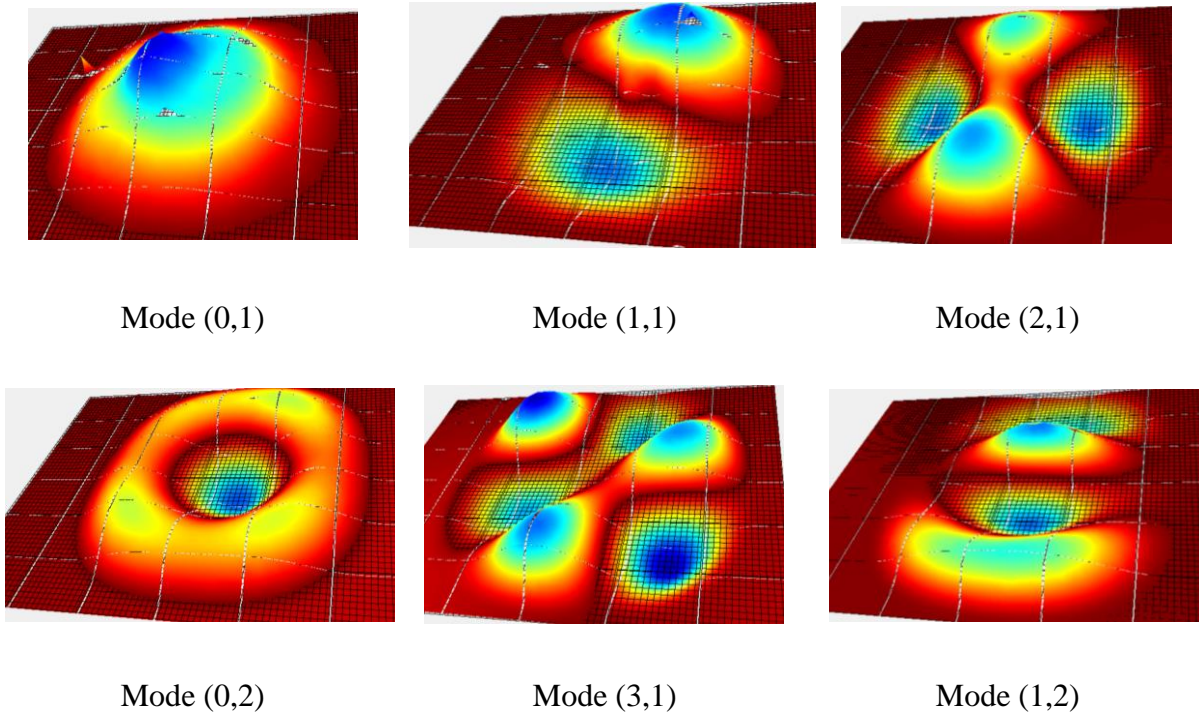 Mode (0,1)
Mode (1,1)
Mode (2,1)
Mode (0,2)
Mode (3,1)
Mode (1,2)